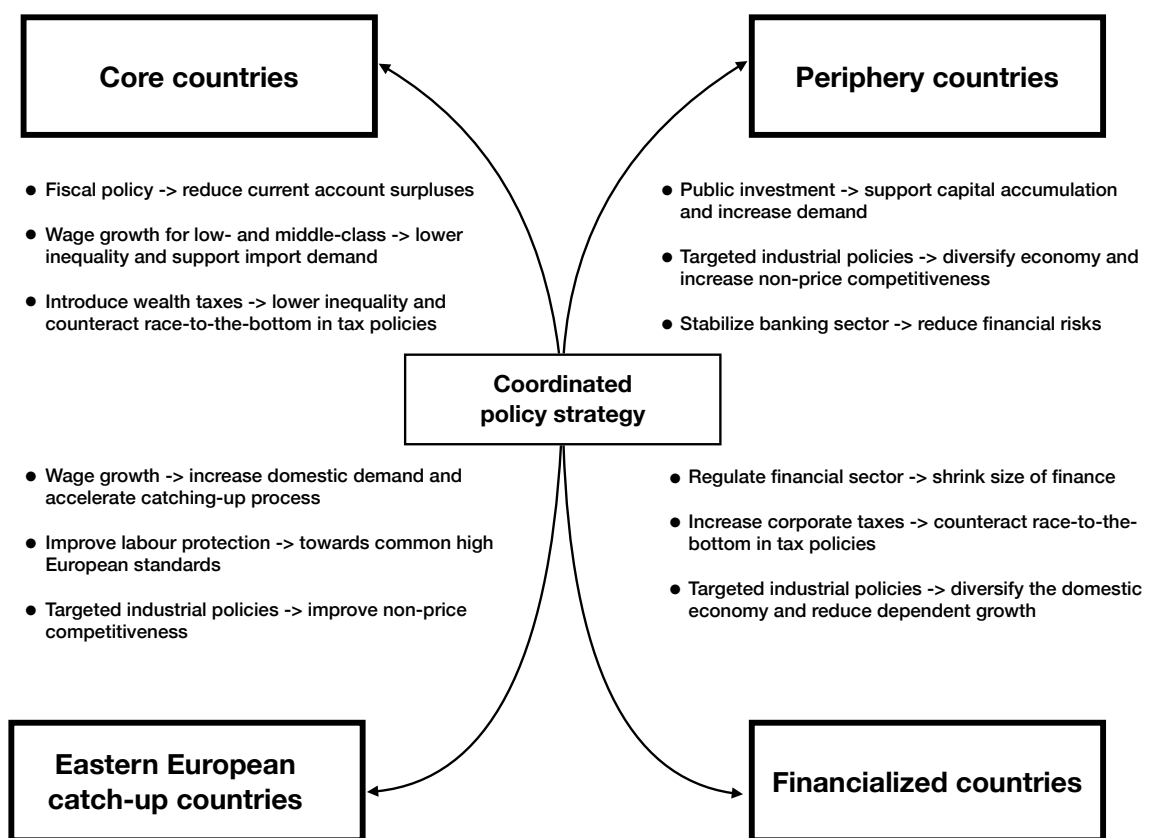 Core countries
● Fiscal policy -> reduce current account surpluses
● Wage growth for low- and middle-class -> lower
inequality and support import demand
● Introduce wealth taxes -> lower inequality and
counteract race-to-the-bottom in tax policies
Periphery countries
● Public investment -> support capital accumulation
and increase demand
● Targeted industrial policies -> diversify economy and
increase non-price competitiveness
● Stabilize banking sector -> reduce financial risks
Coordinated
policy strategy
● Wage growth -> increase domestic demand and
accelerate catching-up process
● Improve labour protection -> towards common high
European standards
● Targeted industrial policies -> improve non-price
competitiveness
Eastern European
catch-up countries
● Regulate financial sector -> shrink size of finance
● Increase corporate taxes -> counteract race-to-the-
bottom in tax policies
● Targeted industrial policies -> diversify the domestic
economy and reduce dependent growth
Financialized countries